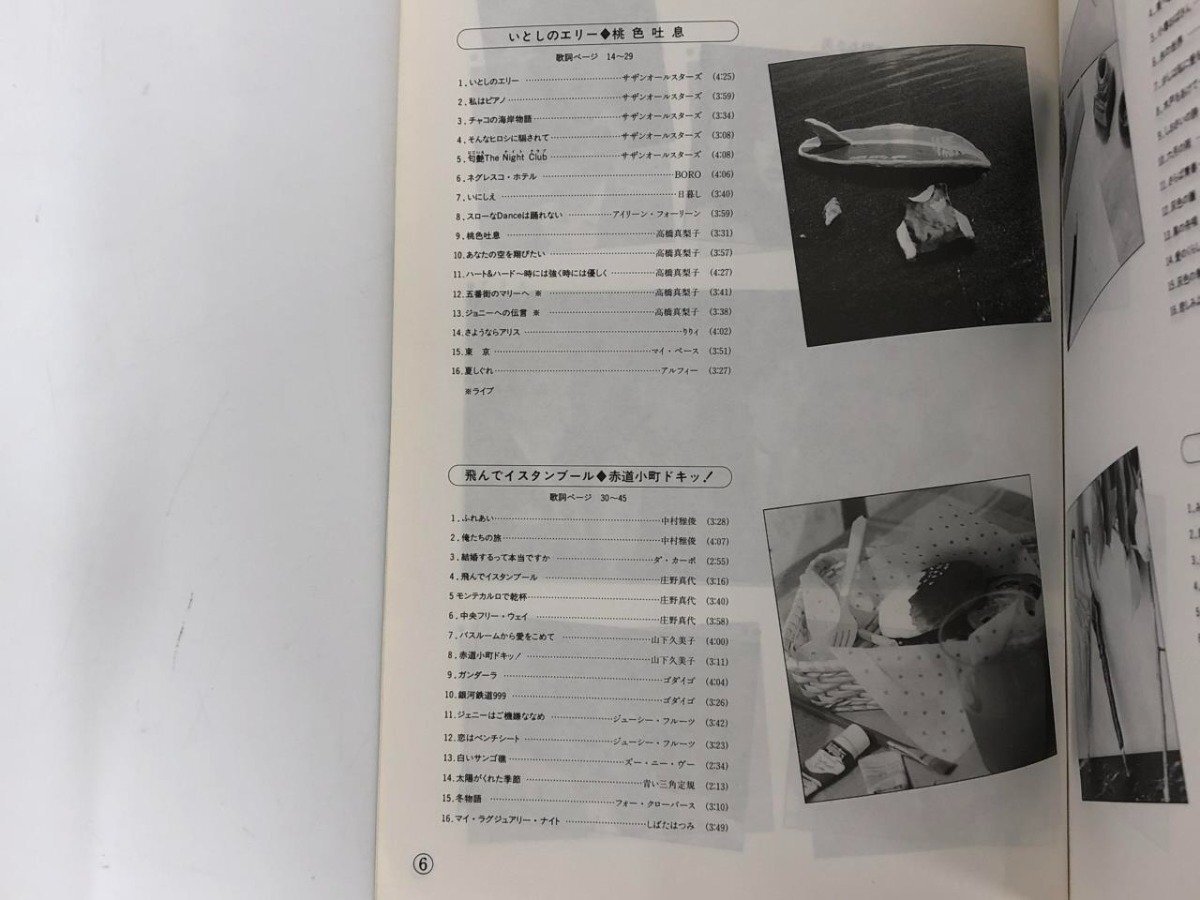 いとしのエリー◆桃色吐息
歌詞ページ 14〜29
1.いとしのエリー……サザンオールスターズ (4:25)
2.私はピアノ……サザンオールスターズ (3:59)
3.チャコの海岸物語……サザンオールスターズ (3:34)
4.そんなヒロシに騙されて……サザンオールスターズ (3:08)
5.匂艶The Night Club……サザンオールスターズ (4:08)
6.ネグレスコ・ホテル……BORO (4:06)
7.いにしえ……日暮し (3:40)
8.スローなDanceは踊れない……アイリーン・フォーリーン (3:59)
9.桃色吐息……高橋真梨子 (3:31)
10.あなたの空を翔びたい……高橋真梨子 (3:57)
11.ハート&ハード〜時には強く時には優しく……高橋真梨子 (4:27)
12.五番街のマリーへ ※……高橋真梨子 (3:41)
13.ジョニーへの伝言 ※……高橋真梨子 (3:38)
14.さようならアリス……りりィ (4:02)
15.東 京……マイ・ペース (3:51)
16.夏しぐれ……アルフィー (3:27)
※ライブ
飛んでイスタンブール◆赤道小町ドキッ!
歌詞ページ 30〜45
1.ふれあい……中村雅俊 (3:28)
2.俺たちの旅……中村雅俊 (4:07)
3.結婚するって本当ですか……ダ・カーポ (2:55)
4.飛んでイスタンブール……庄野真代 (3:16)
5モンテカルロで乾杯……庄野真代 (3:40)
6.中央フリー・ウェイ……庄野真代 (3:58)
7.バスルームから愛をこめて……山下久美子 (4:00)
8.赤道小町ドキッ!……山下久美子 (3:11)
9.ガンダーラ……ゴダイゴ (4:04)
10.銀河鉄道999……ゴダイゴ (3:26)
11.ジェニーはご機嫌ななめ……ジューシー・フルーツ (3:42)
12.恋はベンチシート……ジューシー・フルーツ (3:23)
13.白いサンゴ礁……ズー・ニー・ヴー (2:34)
14.太陽がくれた季節……青い三角定規 (2:13)
15.冬物語……フォー・クローバース (3:10)
16.マイ・ラグジュアリー・ナイト……しばたはつみ (3:49)
6